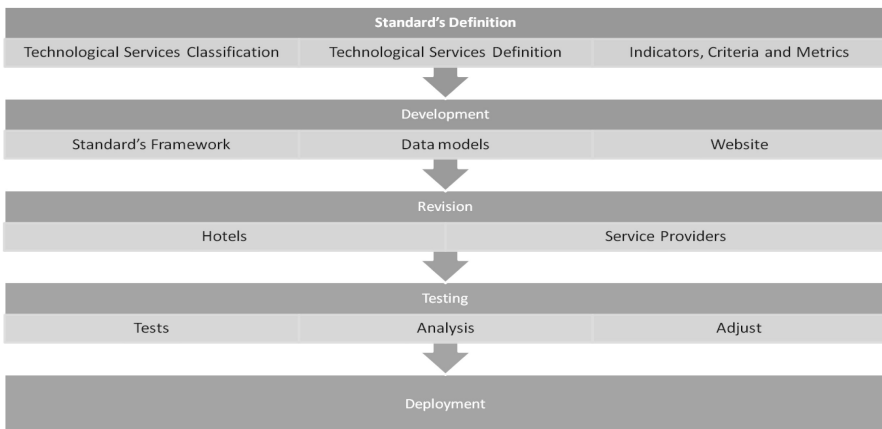 Standard's Definition
Technological Services Classification Technological Services Definition Indicators, Criteria and Metrics
Development
Standard's Framework Data models Website
Revision
Hotels Service Providers
Testing
Tests Analysis Adjust
Deployment